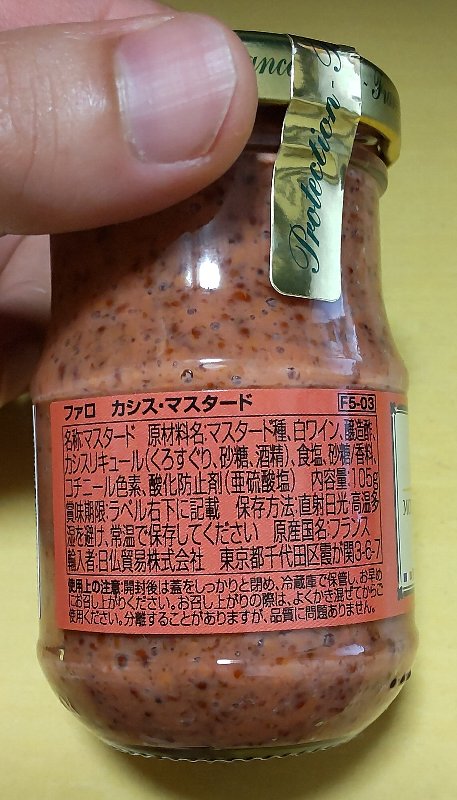 Protection
ファロ カシス・マスタード F5-03
名称:マスタード 原材料名:マスタード種、白ワイン、醸造酢、
カシスリキュール(くろすぐり、砂糖、酒精)、食塩、砂糖/香料、
コチニール色素、酸化防止剤(亜硫酸塩) 内容量:105g
賞味期限:ラベル右下に記載 保存方法:直射日光・高温多
湿を避け、常温で保存してください 原産国名:フランス
輸入者:日仏貿易株式会社 東京都千代田区霞が関3-6-7
使用上の注意:開封後は蓋をしっかりと閉め、冷蔵庫で保管し、お早め
にお召し上がりください。お召し上がりの際は、よくかき混ぜてからご
使用ください。分離することがありますが、品質に問題ありません。